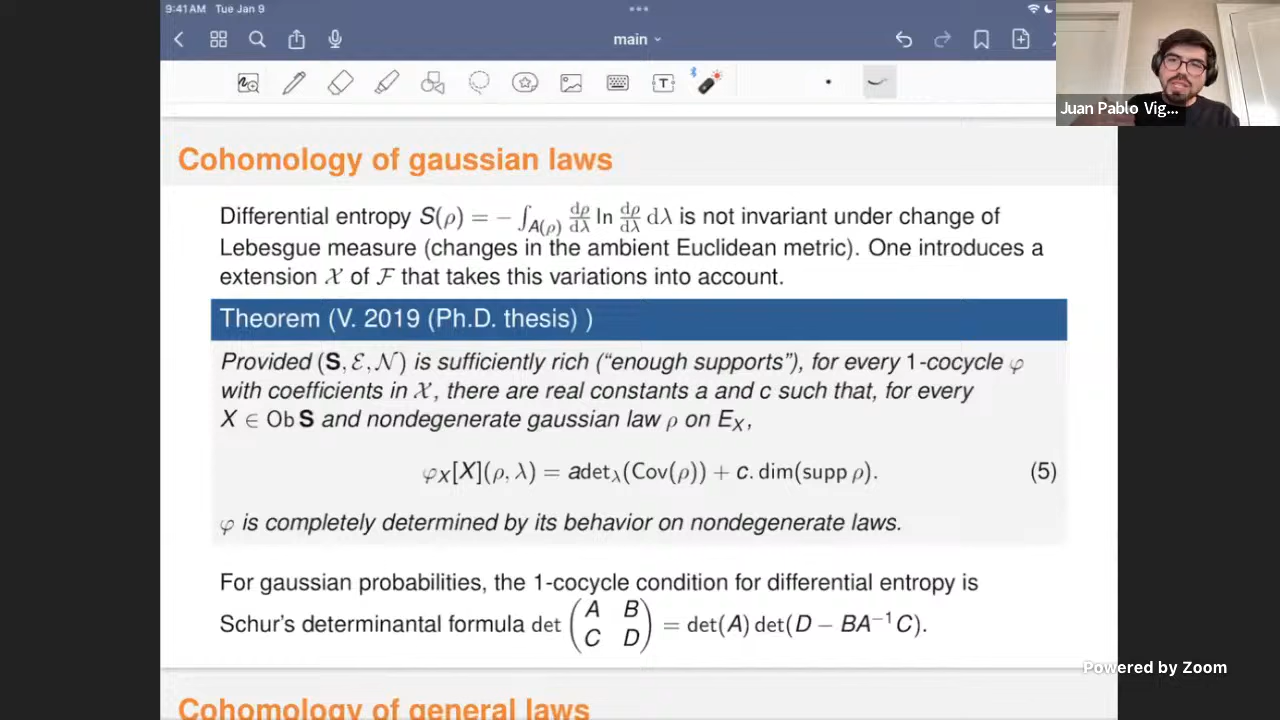 9:41AM Tue Jan 9
main
T
Juan Pablo Vig...
Cohomology of gaussian laws
Differential entropy S(ρ) = − ∫_{A(ρ)} dρ/dλ ln dρ/dλ dλ is not invariant under change of
Lebesgue measure (changes in the ambient Euclidean metric). One introduces a
extension 𝒳 of ℱ that takes this variations into account.
Theorem (V. 2019 (Ph.D. thesis) )
Provided (S, ℰ, 𝒩) is sufficiently rich (“enough supports”), for every 1-cocycle φ
with coefficients in 𝒳, there are real constants a and c such that, for every
X ∈ Ob S and nondegenerate gaussian law ρ on E_X,
φ_X[X](ρ, λ) = adet_λ(Cov(ρ)) + c. dim(supp ρ). (5)
φ is completely determined by its behavior on nondegenerate laws.
For gaussian probabilities, the 1-cocycle condition for differential entropy is
Schur's determinantal formula det (A B
C D) = det(A) det(D − BA⁻¹C).
Powered by Zoom
Cohomology of general laws